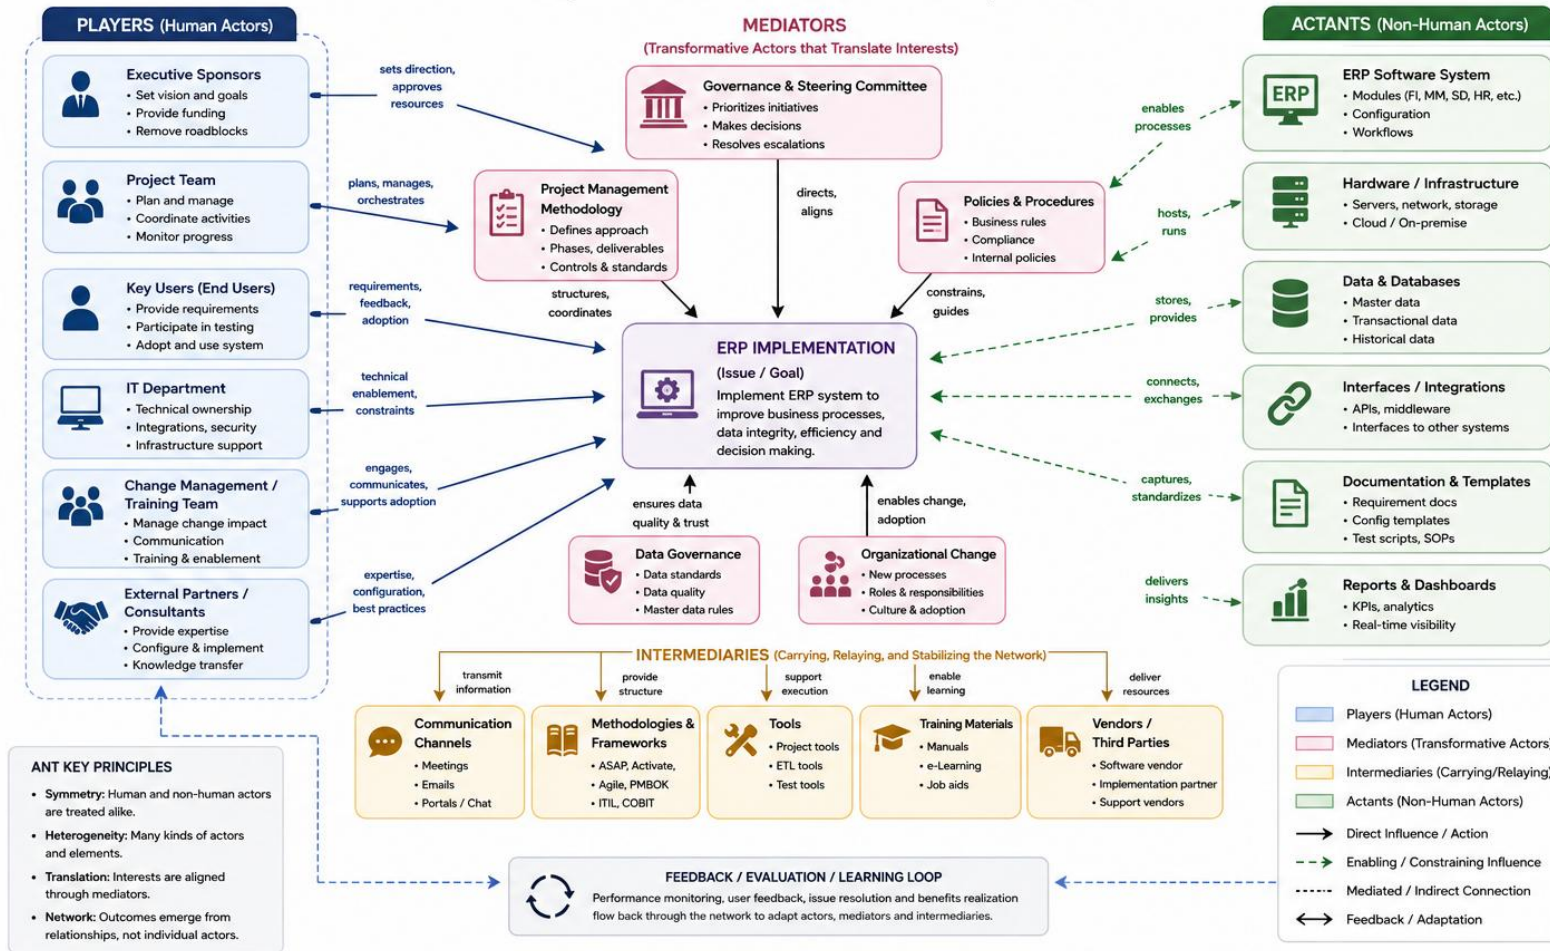 PLAYERS (Human Actors)
Executive Sponsors
• Set vision and goals
• Provide funding
• Remove roadblocks
Project Team
• Plan and manage
• Coordinate activities
• Monitor progress
Key Users (End Users)
• Provide requirements
• Participate in testing
• Adopt and use system
IT Department
• Technical ownership
• Integrations, security
• Infrastructure support
Change Management /
Training Team
• Manage change impact
• Communication
• Training & enablement
External Partners /
Consultants
• Provide expertise
• Configure & implement
• Knowledge transfer
sets direction,
approves
resources
plans, manages,
orchestrates
requirements,
feedback,
adoption
technical
enablement,
constraints
engages,
communicates,
supports adoption
expertise,
configuration,
best practices
MEDIATORS
(Transformative Actors that Translate Interests)
Governance & Steering Committee
• Prioritizes initiatives
• Makes decisions
• Resolves escalations
Project Management
Methodology
• Defines approach
• Phases, deliverables
• Controls & standards
directs,
aligns
Policies & Procedures
• Business rules
• Compliance
• Internal policies
structures,
coordinates
constrains,
guides
ERP IMPLEMENTATION
(Issue / Goal)
Implement ERP system to
improve business processes,
data integrity, efficiency and
decision making.
ensures data
quality & trust
enables change,
adoption
Data Governance
• Data standards
• Data quality
• Master data rules
Organizational Change
• New processes
• Roles & responsibilities
• Culture & adoption
enables
processes
hosts,
runs
stores,
provides
connects,
exchanges
captures,
standardizes
delivers
insights
ACTANTS (Non-Human Actors)
ERP
ERP Software System
• Modules (FI, MM, SD, HR, etc.)
• Configuration
• Workflows
Hardware / Infrastructure
• Servers, network, storage
• Cloud / On-premise
Data & Databases
• Master data
• Transactional data
• Historical data
Interfaces / Integrations
• APIs, middleware
• Interfaces to other systems
Documentation & Templates
• Requirement docs
• Config templates
• Test scripts, SOPs
Reports & Dashboards
• KPIs, analytics
• Real-time visibility
INTERMEDIARIES (Carrying, Relaying, and Stabilizing the Network)
transmit
information
provide
structure
support
execution
enable
learning
deliver
resources
Communication
Channels
• Meetings
• Emails
• Portals / Chat
Methodologies &
Frameworks
• ASAP, Activate,
• Agile, PMBOK
• ITIL, COBIT
Tools
• Project tools
• ETL tools
• Test tools
Training Materials
• Manuals
• e-Learning
• Job aids
Vendors /
Third Parties
• Software vendor
• Implementation partner
• Support vendors
ANT KEY PRINCIPLES
• Symmetry: Human and non-human actors
are treated alike.
• Heterogeneity: Many kinds of actors
and elements.
• Translation: Interests are aligned
through mediators.
• Network: Outcomes emerge from
relationships, not individual actors.
FEEDBACK / EVALUATION / LEARNING LOOP
Performance monitoring, user feedback, issue resolution and benefits realization
flow back through the network to adapt actors, mediators and intermediaries.
LEGEND
Players (Human Actors)
Mediators (Transformative Actors)
Intermediaries (Carrying/Relaying)
Actants (Non-Human Actors)
Direct Influence / Action
Enabling / Constraining Influence
Mediated / Indirect Connection
Feedback / Adaptation